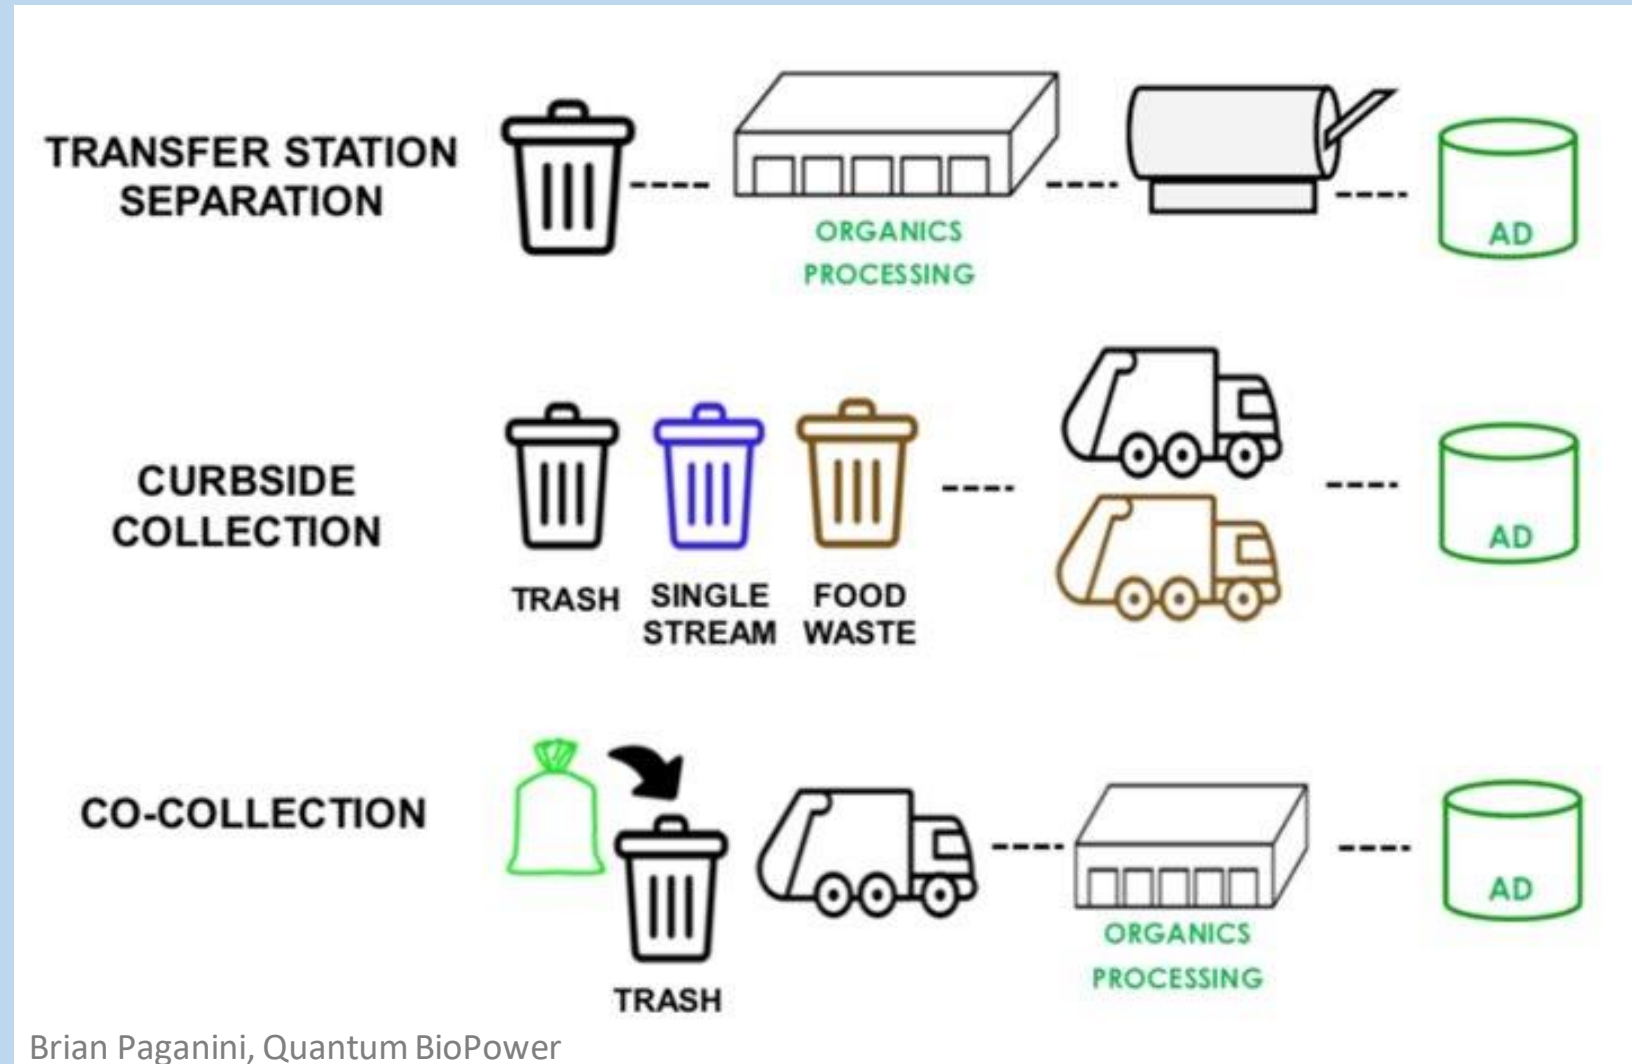 TRANSFER STATION
SEPARATION
ORGANICS
PROCESSING
AD
CURBSIDE
COLLECTION
TRASH
SINGLE
STREAM
FOOD
WASTE
AD
CO-COLLECTION
TRASH
ORGANICS
PROCESSING
AD
Brian Paganini, Quantum BioPower